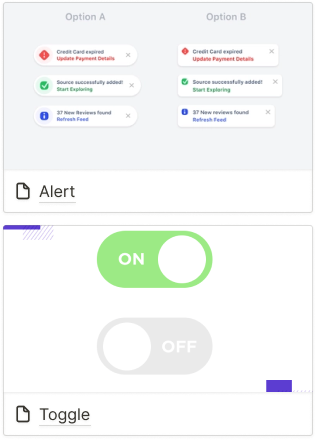 Option A Option B
Credit Card expired
Update Payment Details
Credit Card expired
Update Payment Details
Source successfully added!
Start Exploring
Source successfully added!
Start Exploring
37 New Reviews found
Refresh Feed
37 New reviews found
Refresh Feed
Alert
ON
OFF
Toggle